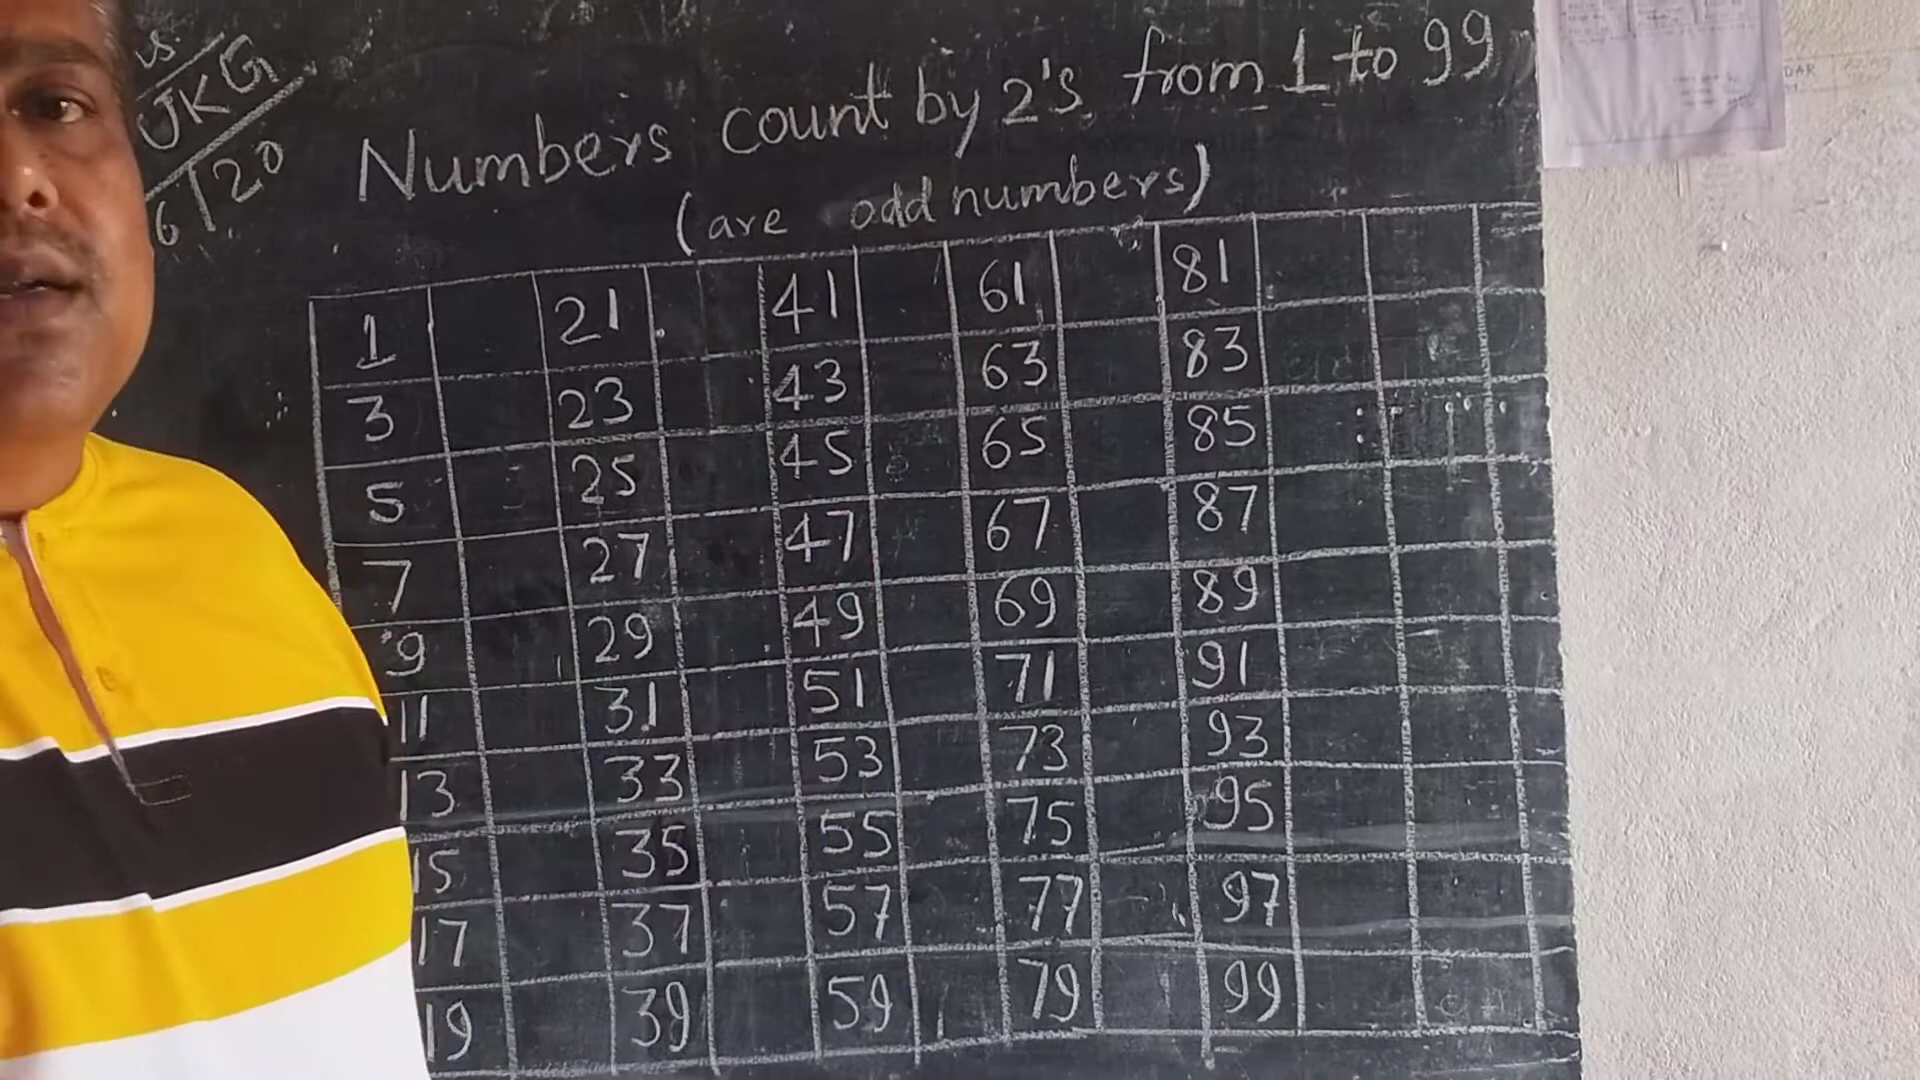 UKG
6/20
Numbers count by 2's from 1 to 99
(are odd numbers)
1 21 41 61 81
3 23 43 63 83
5 25 45 65 85
7 27 47 67 87
9 29 49 69 89
11 31 51 71 91
13 33 53 73 93
15 35 55 75 95
17 37 57 77 97
19 39 59 79 99